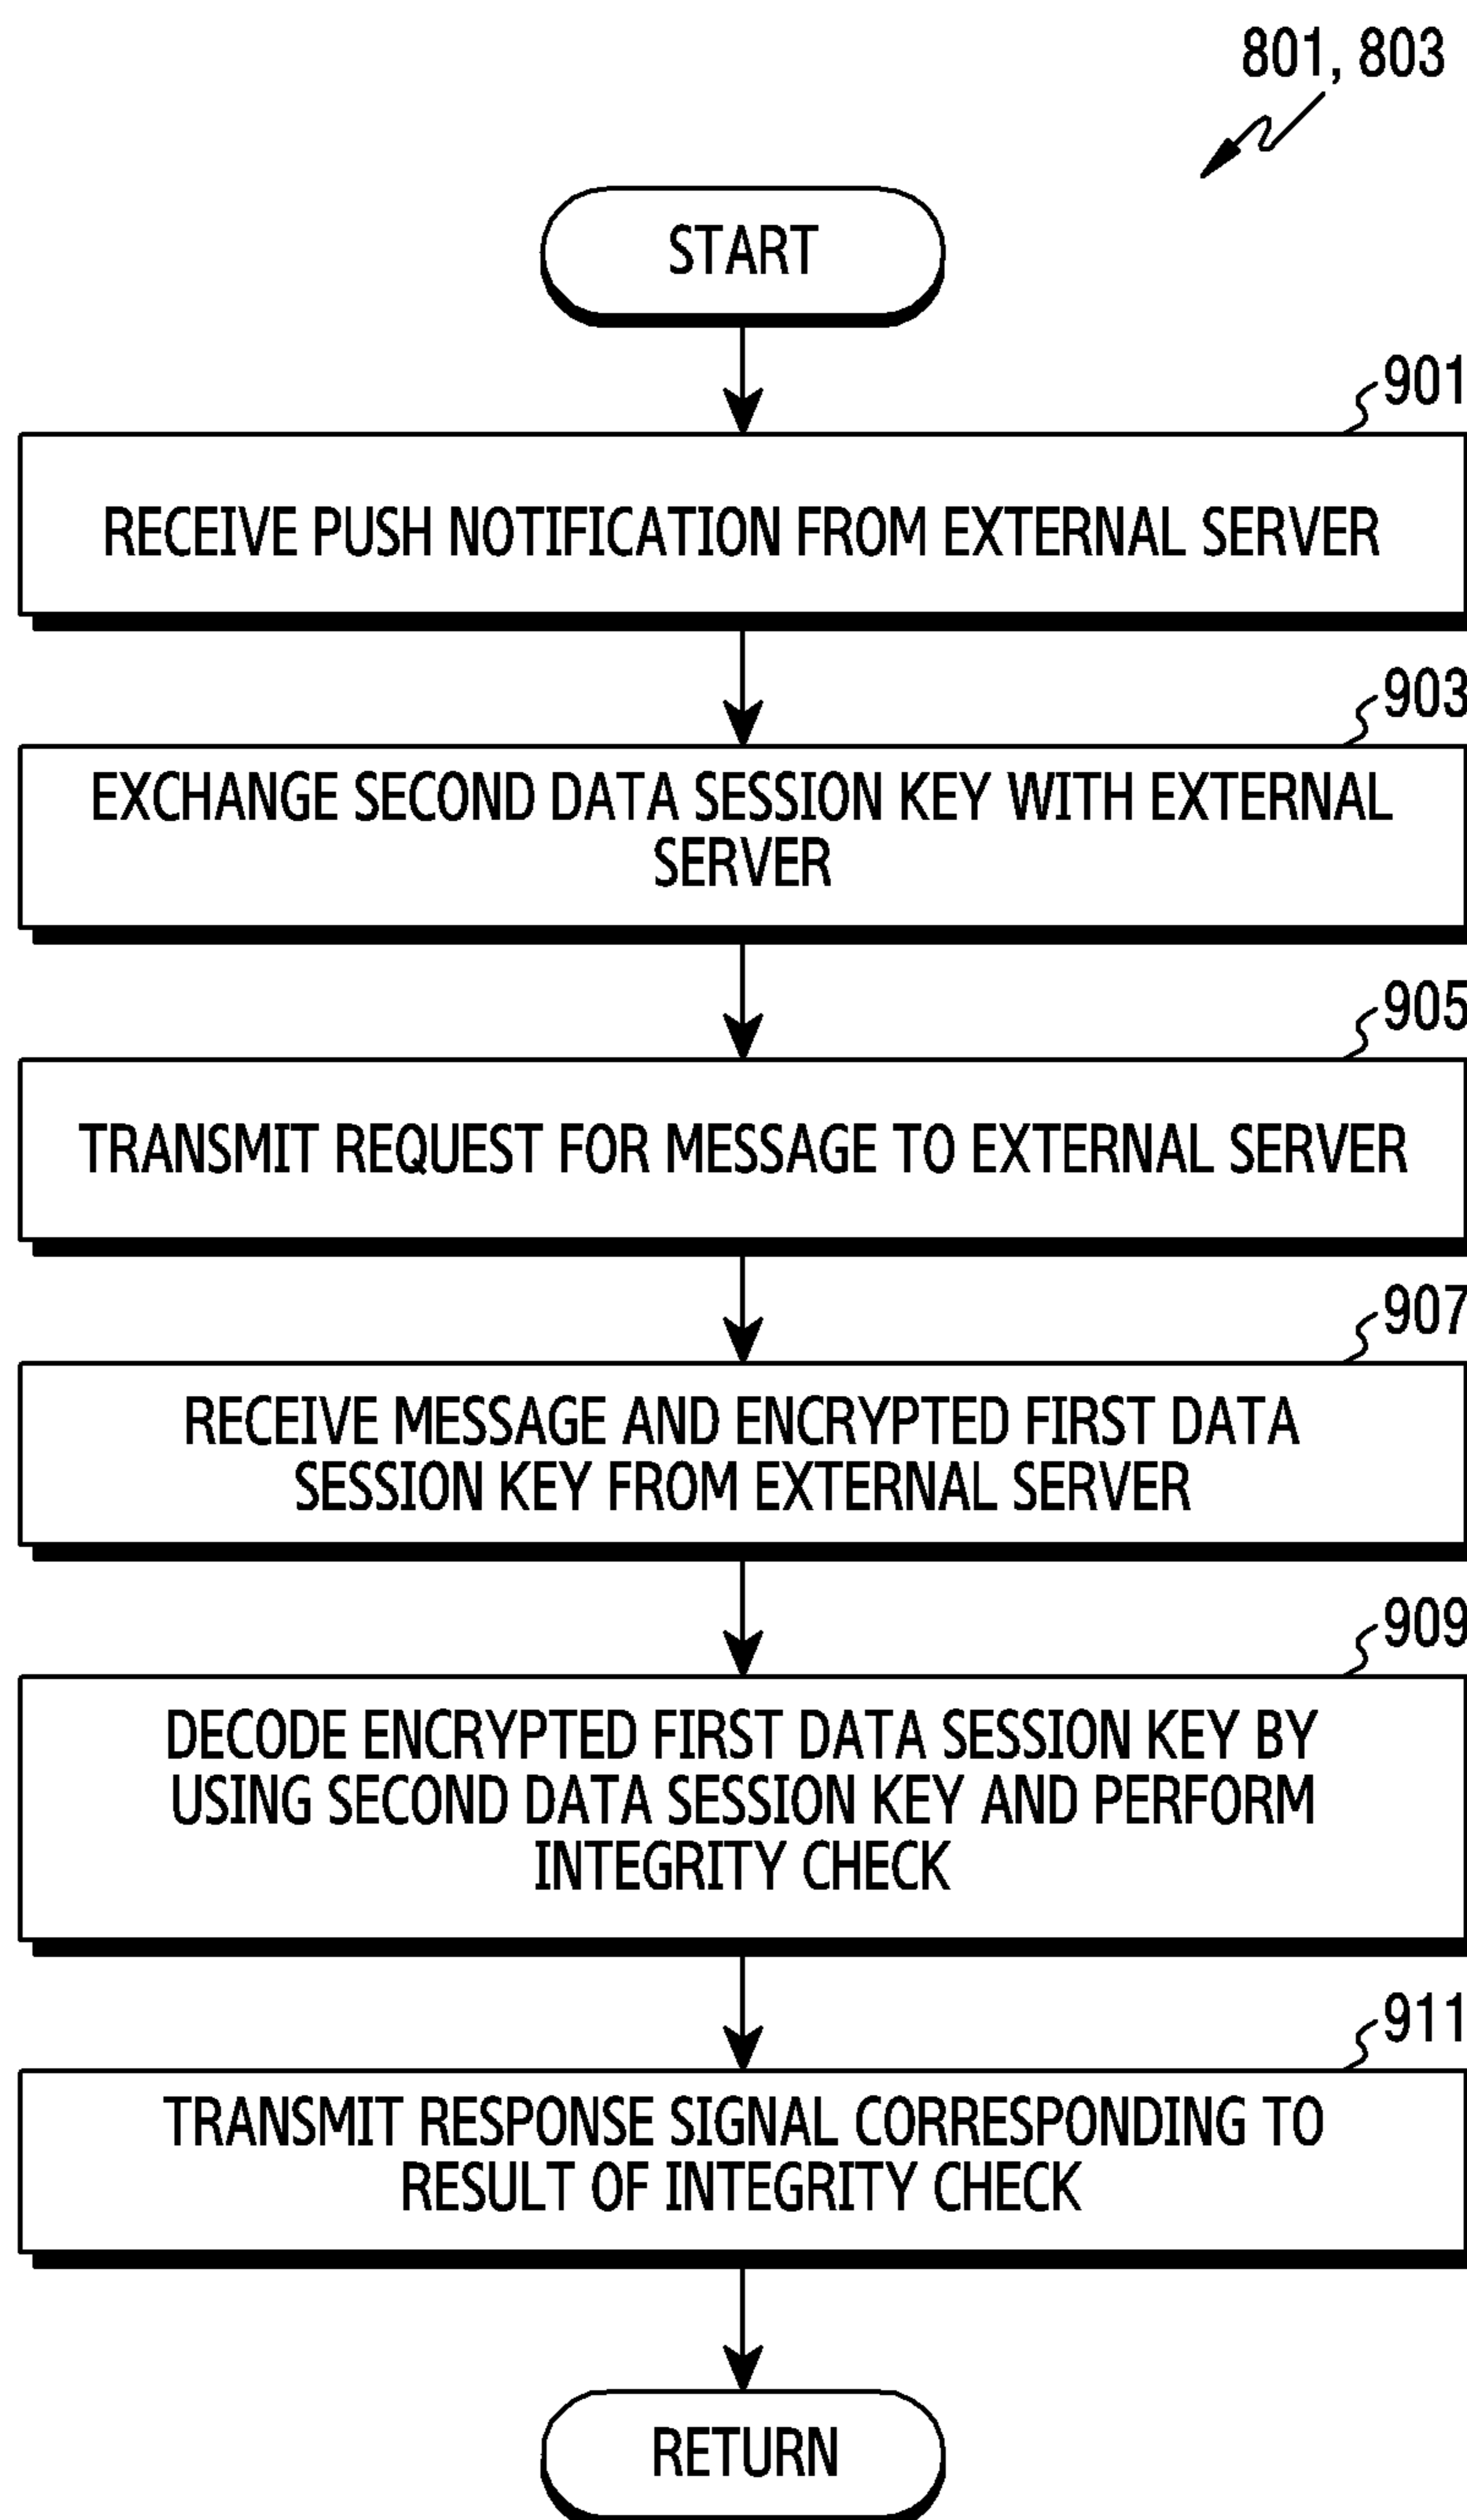 801, 803
START
901
RECEIVE PUSH NOTIFICATION FROM EXTERNAL SERVER
903
EXCHANGE SECOND DATA SESSION KEY WITH EXTERNAL
SERVER
905
TRANSMIT REQUEST FOR MESSAGE TO EXTERNAL SERVER
907
RECEIVE MESSAGE AND ENCRYPTED FIRST DATA
SESSION KEY FROM EXTERNAL SERVER
909
DECODE ENCRYPTED FIRST DATA SESSION KEY BY
USING SECOND DATA SESSION KEY AND PERFORM
INTEGRITY CHECK
911
TRANSMIT RESPONSE SIGNAL CORRESPONDING TO
RESULT OF INTEGRITY CHECK
RETURN